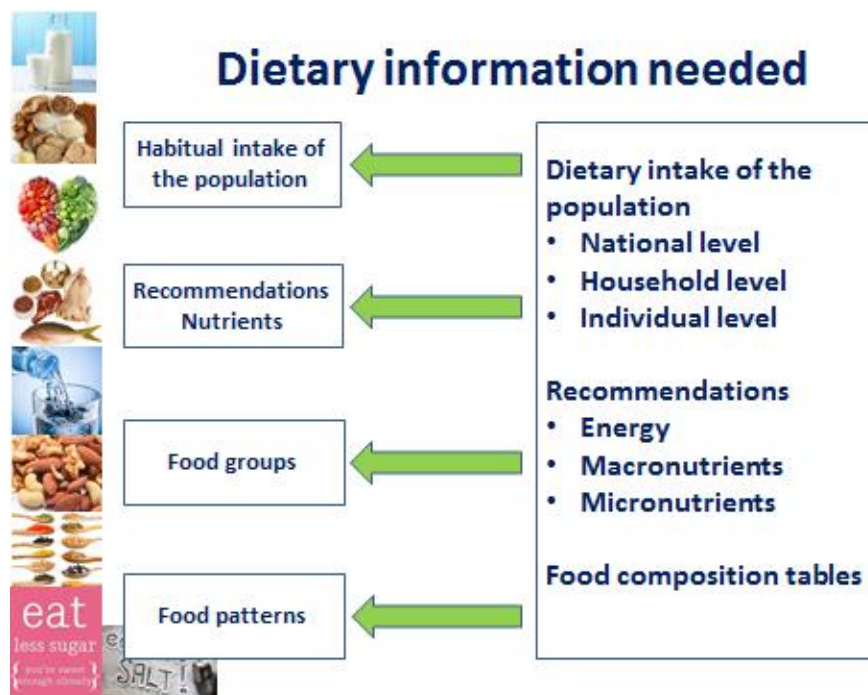 Dietary information needed
Habitual intake of
the population
Recommendations
Nutrients
Food groups
Food patterns
Dietary intake of the
population
• National level
• Household level
• Individual level
Recommendations
• Energy
• Macronutrients
• Micronutrients
Food composition tables
eat
less sugar
{ you're sweet
enough already }
SALT!